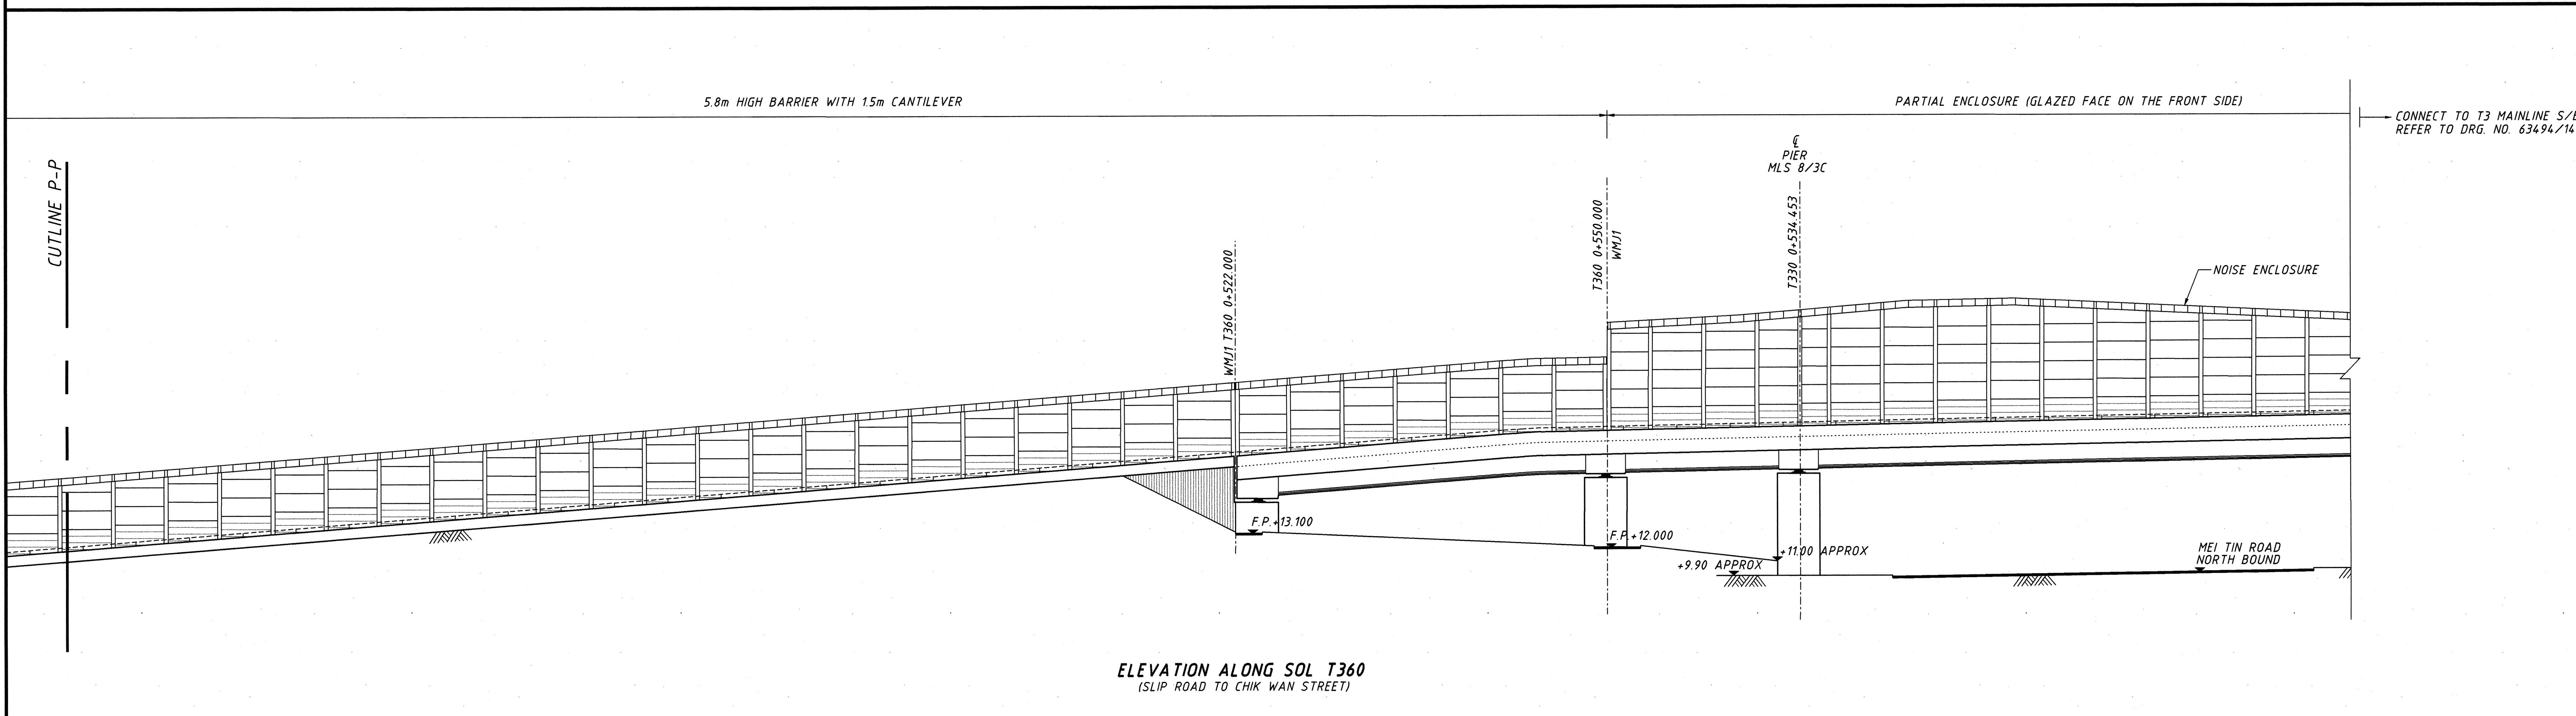 5.8m HIGH BARRIER WITH 1.5m CANTILEVER
PARTIAL ENCLOSURE (GLAZED FACE ON THE FRONT SIDE)
CONNECT TO T3 MAINLINE S/
REFER TO DRG. NO. 63494/14
CUTLINE P-P
℄
PIER
MLS 8/3C
WMJ1 T360 0+522.000
T360 0+550.000
WMJ1
T330 0+534.453
NOISE ENCLOSURE
F.P.+13.100
F.P.+12.000
+11.00 APPROX
+9.90 APPROX
MEI TIN ROAD
NORTH BOUND
ELEVATION ALONG SOL T360
(SLIP ROAD TO CHIK WAN STREET)